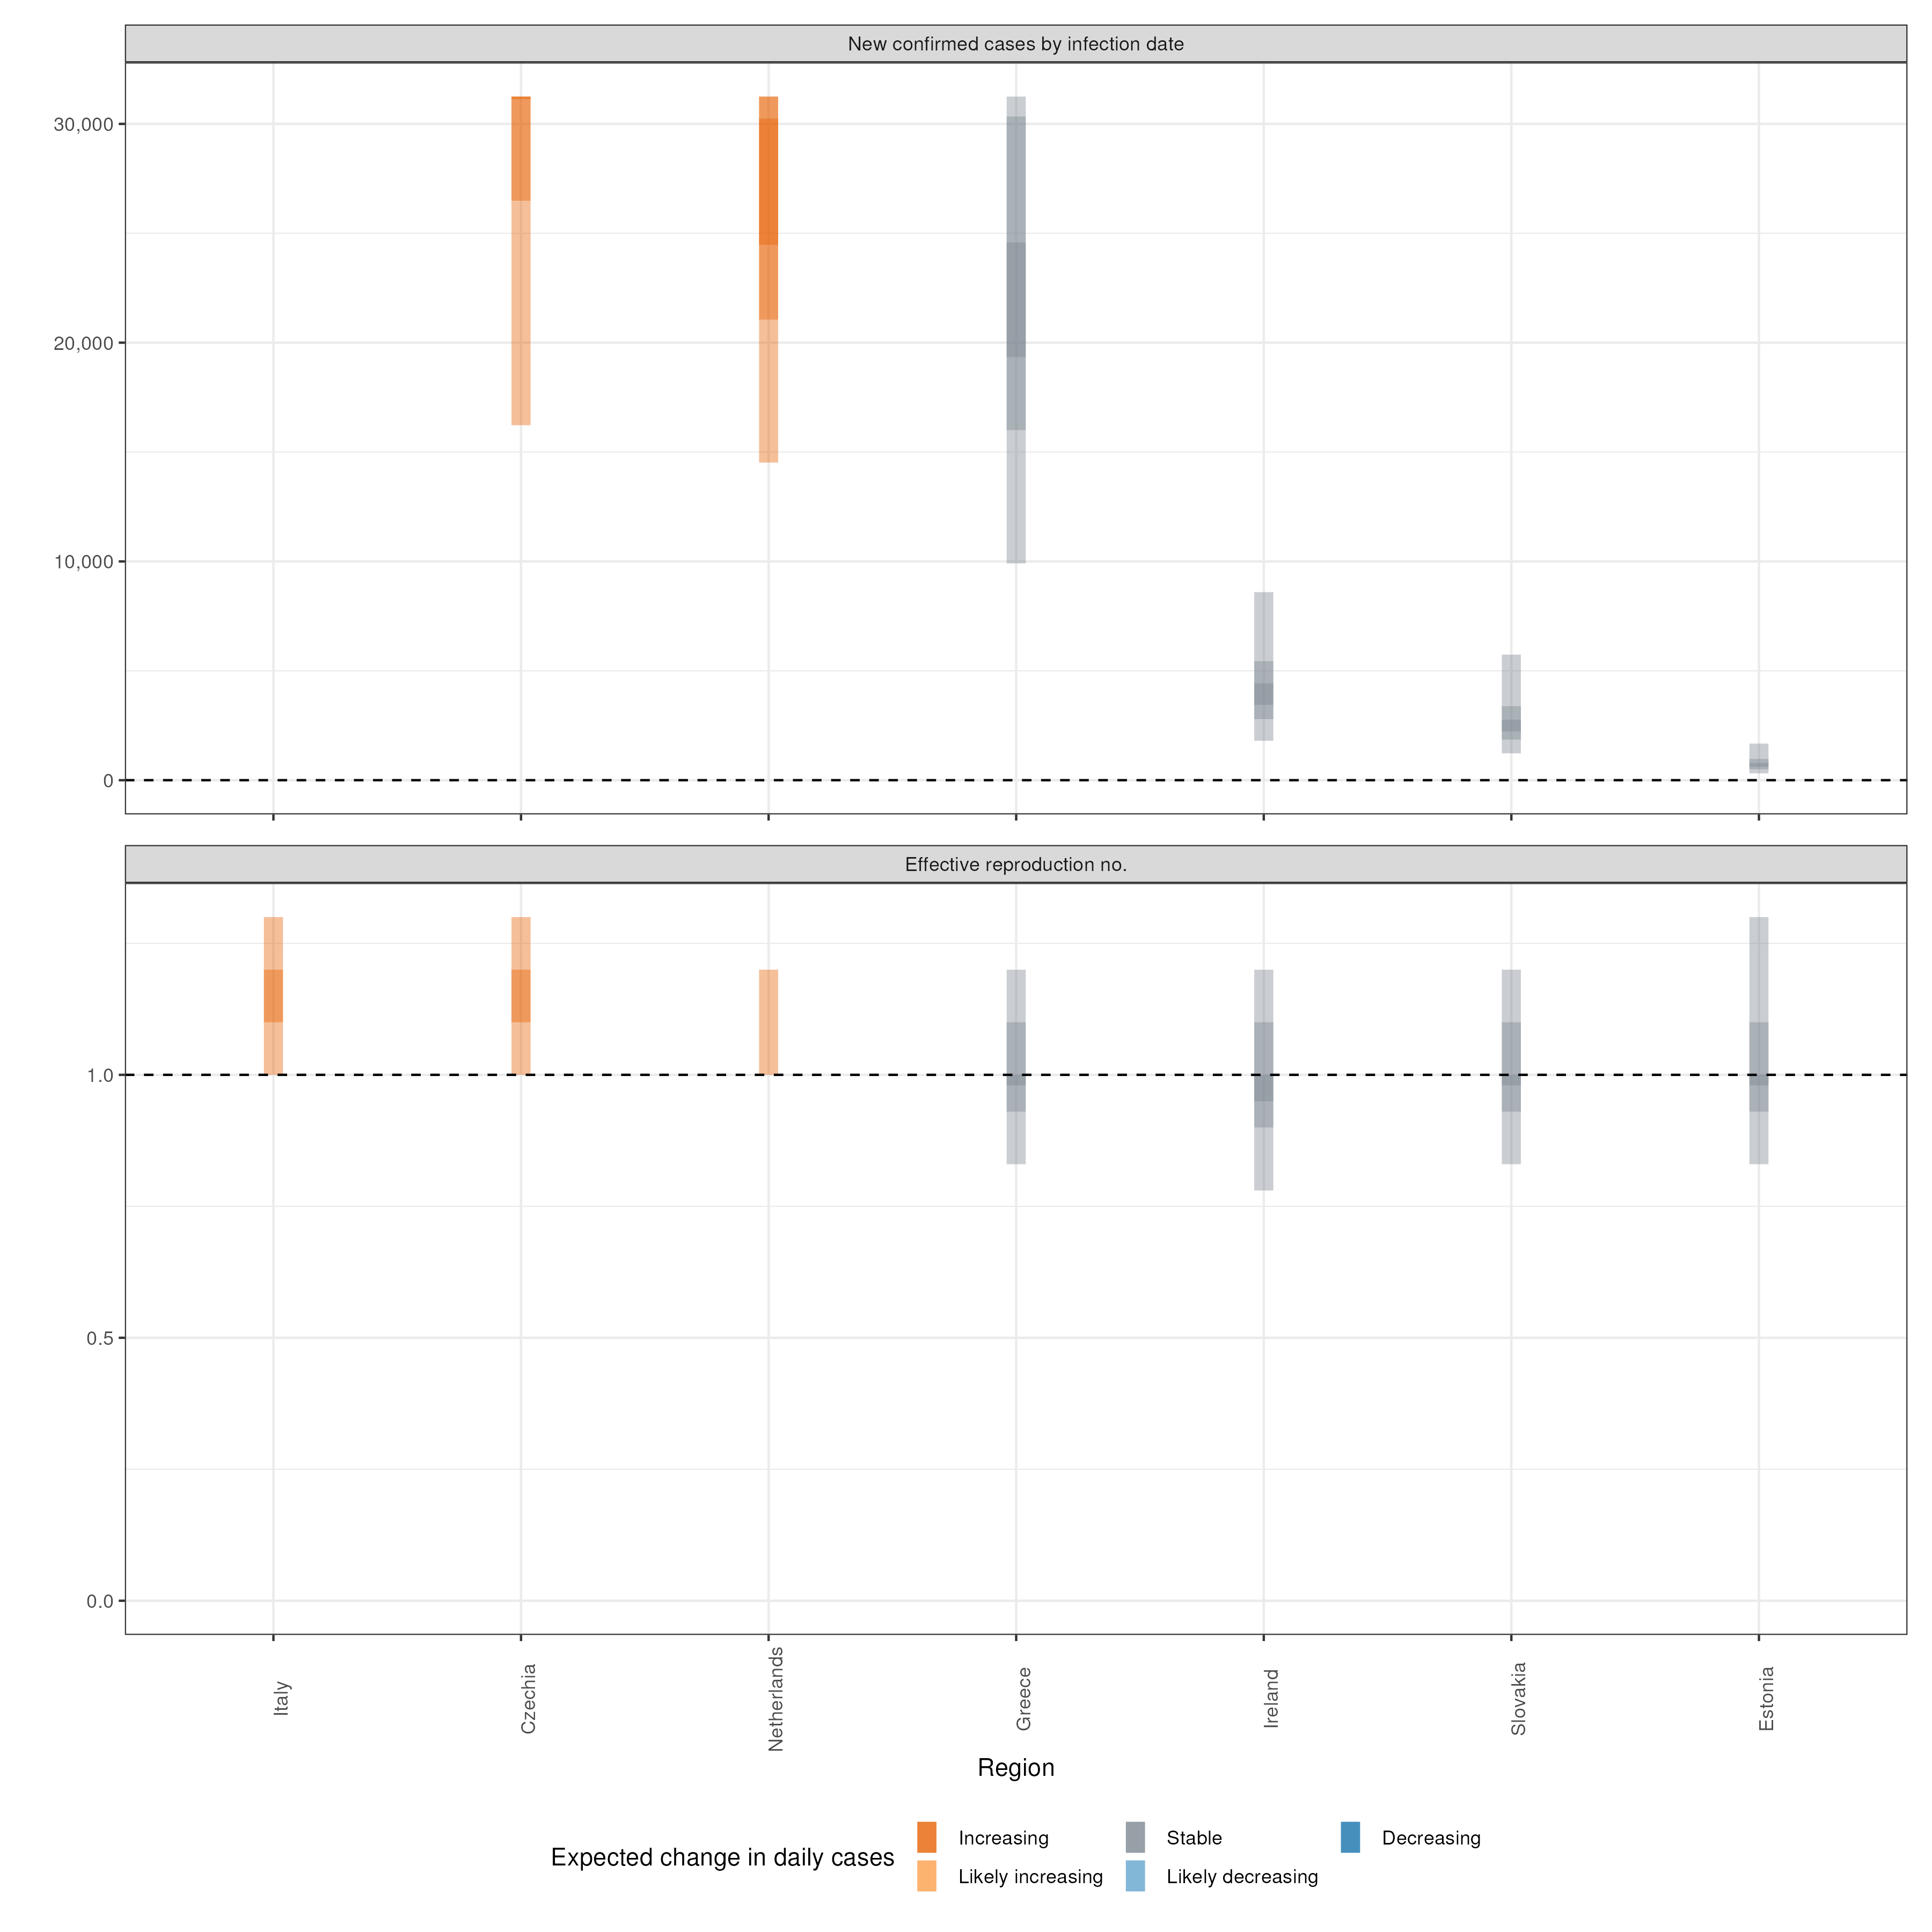 New confirmed cases by infection date
30,000
20,000
10,000
0
Effective reproduction no.
1.0
0.5
0.0
Italy
Czechia
Netherlands
Greece
Ireland
Slovakia
Estonia
Region
Expected change in daily cases
Increasing
Stable
Decreasing
Likely increasing
Likely decreasing